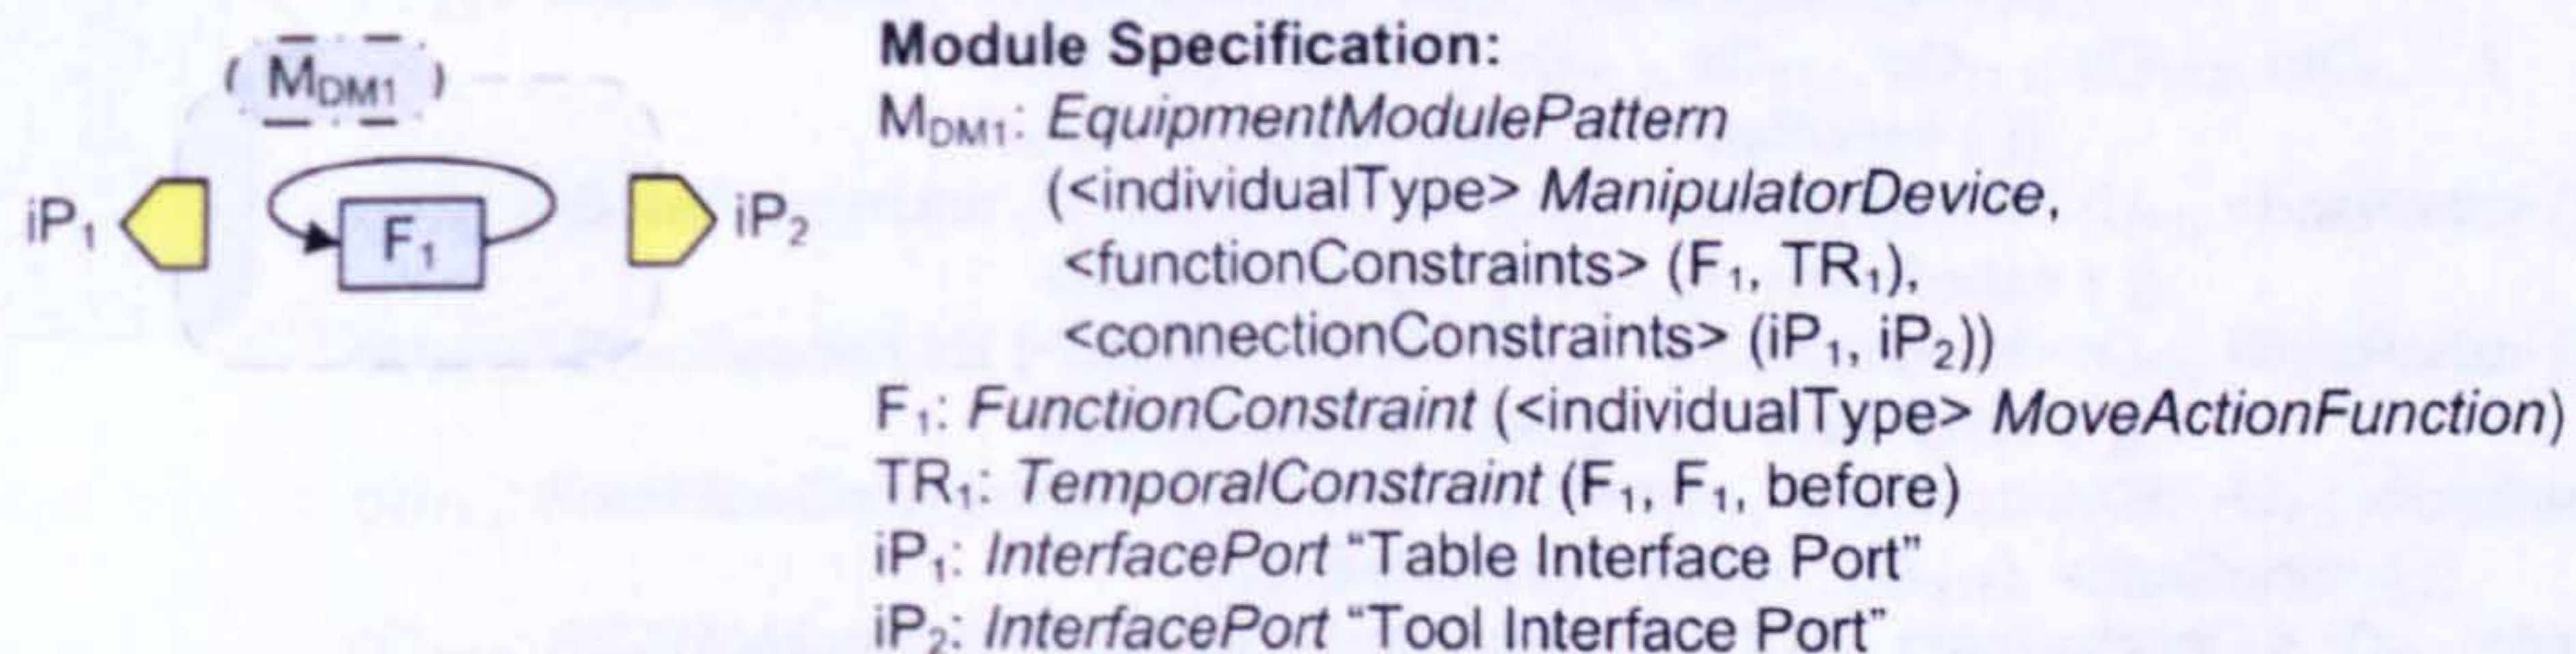 M_DM1
iP₁
F₁
iP₂
Module Specification:
M_DM1: EquipmentModulePattern
(<individualType> ManipulatorDevice,
<functionConstraints> (F₁, TR₁),
<connectionConstraints> (iP₁, iP₂))
F₁: FunctionConstraint (<individualType> MoveActionFunction)
TR₁: TemporalConstraint (F₁, F₁, before)
iP₁: InterfacePort “Table Interface Port”
iP₂: InterfacePort “Tool Interface Port”